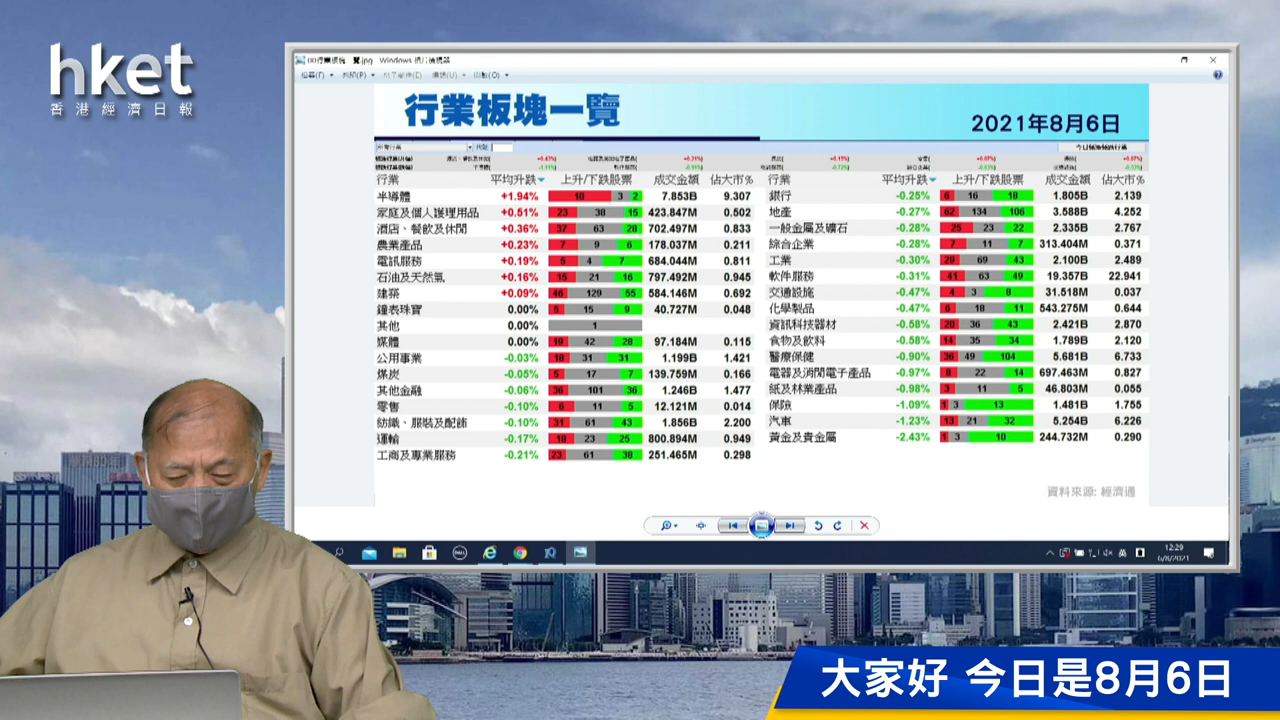 hket
香港經濟日報
行業板塊一覽
2021年8月6日
行業 平均升跌 上升/下跌股票 成交金額 佔大市% 行業 平均升跌 上升/下跌股票 成交金額 佔大市%
半導體 +1.94% 10 3 2 7.853B 9.307 銀行 -0.25% 6 16 18 1.805B 2.139
家庭及個人護理用品 +0.51% 23 38 15 423.847M 0.502 地產 -0.27% 62 134 106 3.588B 4.252
酒店、餐飲及休閒 +0.36% 37 63 28 702.497M 0.833 一般金屬及礦石 -0.28% 25 23 22 2.335B 2.767
農業產品 +0.23% 7 9 6 178.037M 0.211 綜合企業 -0.28% 7 11 7 313.404M 0.371
電訊服務 +0.19% 5 4 7 684.044M 0.811 工業 -0.30% 29 69 43 2.100B 2.489
石油及天然氣 +0.16% 15 21 16 797.492M 0.945 軟件服務 -0.31% 41 63 49 19.357B 22.941
建築 +0.09% 46 129 55 584.146M 0.692 交通設施 -0.47% 4 3 8 31.518M 0.037
鐘表珠寶 0.00% 5 15 9 40.727M 0.048 化學製品 -0.47% 6 18 11 543.275M 0.644
其他 0.00% 1 資訊科技器材 -0.58% 20 36 43 2.421B 2.870
媒體 0.00% 19 42 20 97.184M 0.115 食物及飲料 -0.58% 14 35 34 1.789B 2.120
公用事業 -0.03% 18 31 31 1.199B 1.421 醫療保健 -0.90% 36 49 104 5.681B 6.733
煤炭 -0.05% 5 17 7 139.759M 0.166 電器及消閒電子產品 -0.97% 8 22 14 697.463M 0.827
其他金融 -0.06% 36 101 36 1.246B 1.477 紙及林業產品 -0.98% 3 11 5 46.803M 0.055
零售 -0.10% 6 11 5 12.121M 0.014 保險 -1.09% 1 3 13 1.481B 1.755
紡織、服裝及配飾 -0.10% 31 61 43 1.856B 2.200 汽車 -1.23% 13 21 32 5.254B 6.226
運輸 -0.17% 18 23 25 800.894M 0.949 黃金及貴金屬 -2.43% 1 3 10 244.732M 0.290
工商及專業服務 -0.21% 23 61 38 251.465M 0.298
資料來源: 經濟通
12:29
6/8/2021
大家好 今日是8月6日